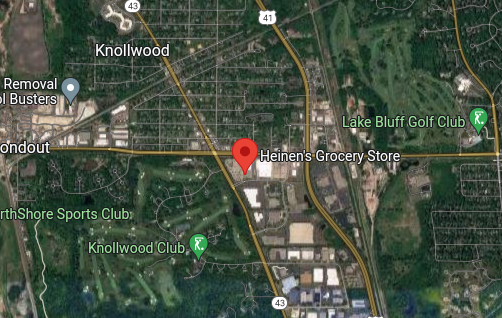 43
41
Knollwood
Removal
ol Busters
Lake Bluff Golf Club
ondout
Heinen's Grocery Store
rthShore Sports Club
Knollwood Club
43